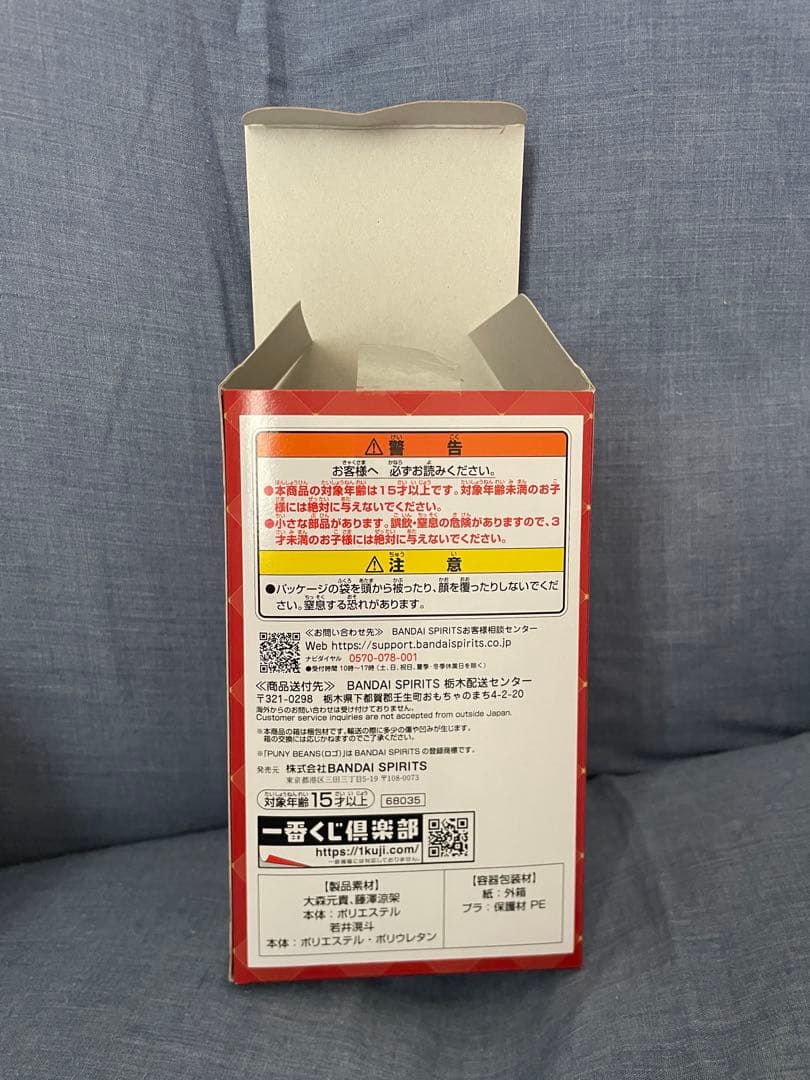 ⚠警告
お客様へ 必ずお読みください。
●本商品の対象年齢は15才以上です。対象年齢未満のお子
様には絶対に与えないでください。
●小さな部品があります。誤飲・窒息の危険がありますので、3
才未満のお子様には絶対に与えないでください。
⚠注意
●パッケージの袋を頭から被ったり、顔を覆ったりしないでくだ
さい。窒息する恐れがあります。
≪お問い合わせ先≫ BANDAI SPIRITSお客様相談センター
Web https://support.bandaispirits.co.jp
ナビダイヤル 0570-078-001
●受付時間 10時～17時(土、日、祝日、夏季・冬季休業日を除く)
≪商品送付先≫ BANDAI SPIRITS 栃木配送センター
〒321-0298 栃木県下都賀郡壬生町おもちゃのまち4-2-20
海外からのお問い合わせは受け付けておりません。
Customer service inquiries are not accepted from outside Japan.
※本商品の箱は梱包材です。輸送の際に多少の傷や凹みが生じます。
箱の交換には応じかねますのでご了承ください。
※「PUNY BEANS(ロゴ)」はBANDAI SPIRITS の登録商標です。
発売元 株式会社BANDAI SPIRITS
東京都港区三田三丁目5-19 〒108-0073
対象年齢15才以上 68035
一番くじ倶楽部
https://1kuji.com/
一部機種には対応しておりません。
【製品素材】
大森元貴、藤澤涼架
本体：ポリエステル
若井滉斗
本体：ポリエステル・ポリウレタン
【容器包装材】
紙：外箱
プラ：保護材 PE